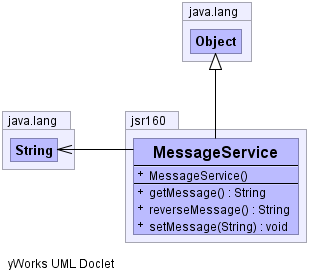 java.lang
Object
java.lang
String
jsr160
MessageService
+ MessageService()
+ getMessage() : String
+ reverseMessage() : String
+ setMessage(String) : void
yWorks UML Doclet